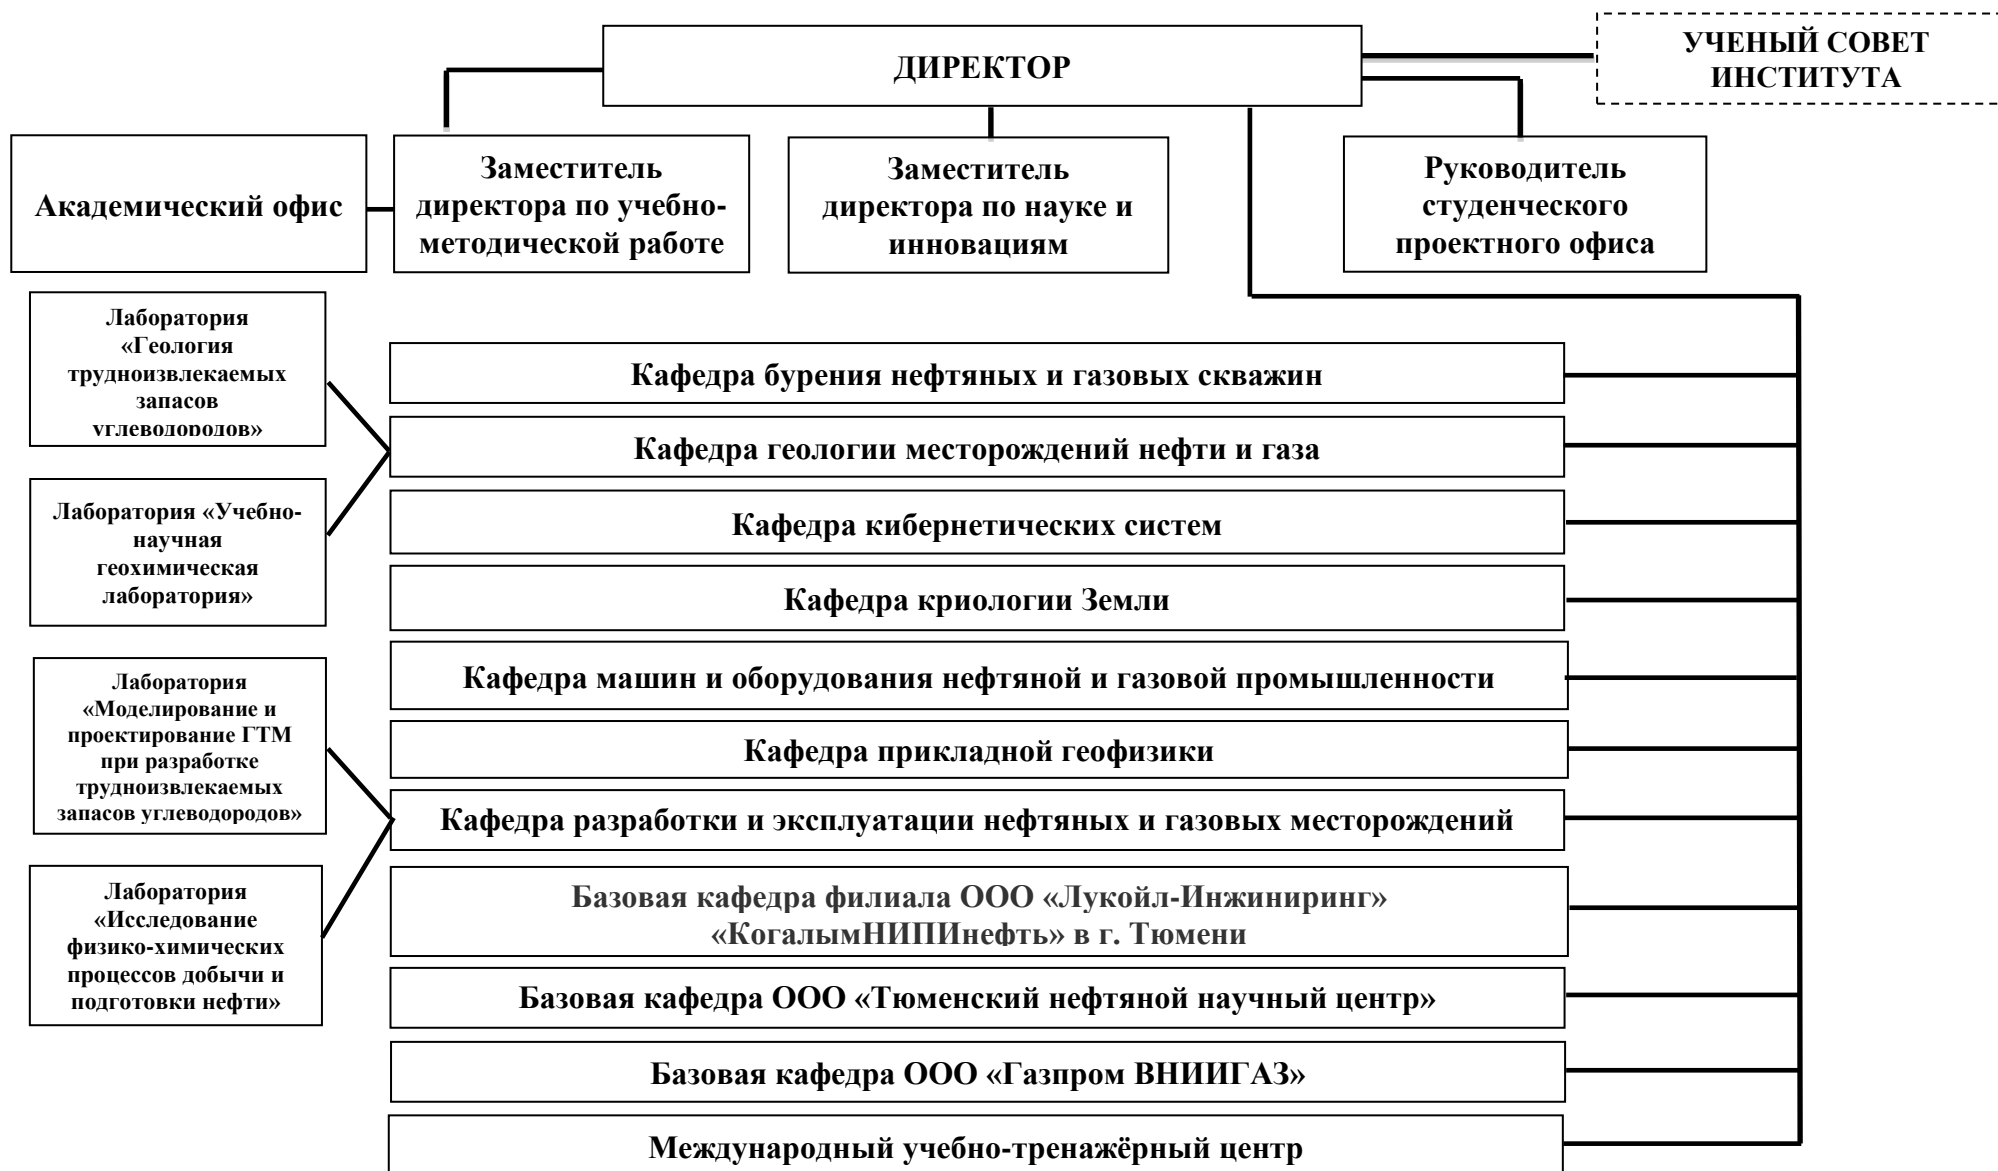 ДИРЕКТОР
УЧЕНЫЙ СОВЕТ
ИНСТИТУТА
Академический офис
Заместитель
директора по учебно-
методической работе
Заместитель
директора по науке и
инновациям
Руководитель
студенческого
проектного офиса
Лаборатория
«Геология
трудноизвлекаемых
запасов
углеводородов»
Лаборатория «Учебно-
научная
геохимическая
лаборатория»
Лаборатория
«Моделирование и
проектирование ГТМ
при разработке
трудноизвлекаемых
запасов углеводородов»
Лаборатория
«Исследование
физико-химических
процессов добычи и
подготовки нефти»
Кафедра бурения нефтяных и газовых скважин
Кафедра геологии месторождений нефти и газа
Кафедра кибернетических систем
Кафедра криологии Земли
Кафедра машин и оборудования нефтяной и газовой промышленности
Кафедра прикладной геофизики
Кафедра разработки и эксплуатации нефтяных и газовых месторождений
Базовая кафедра филиала ООО «Лукойл-Инжиниринг»
«КогалымНИПИнефть» в г. Тюмени
Базовая кафедра ООО «Тюменский нефтяной научный центр»
Базовая кафедра ООО «Газпром ВНИИГАЗ»
Международный учебно-тренажёрный центр